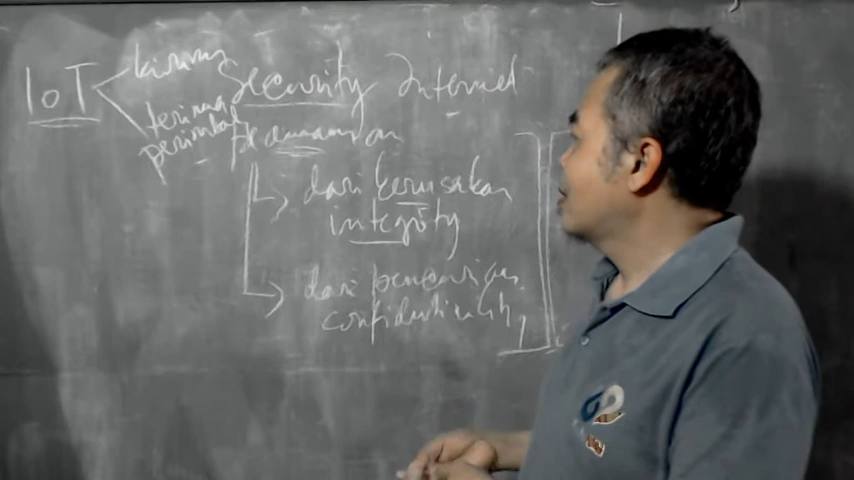 IoT
kirim
Security Internet
terima
perintah
keamanan
dari kerusakan
integrity
dari pencurian
confidentiality